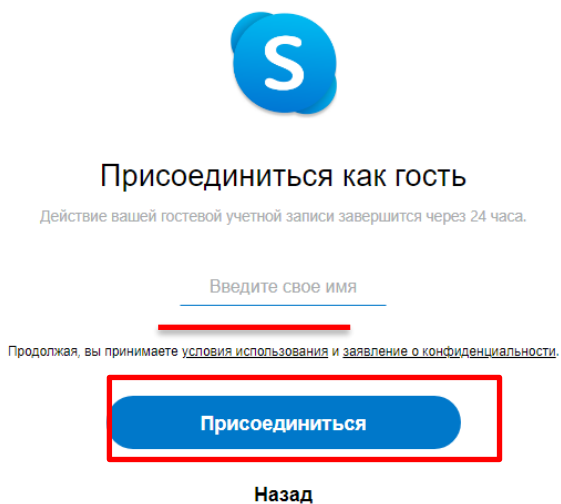 S
Присоединиться как гость
Действие вашей гостевой учетной записи завершится через 24 часа.
Введите свое имя
Продолжая, вы принимаете условия использования и заявление о конфиденциальности.
Присоединиться
Назад